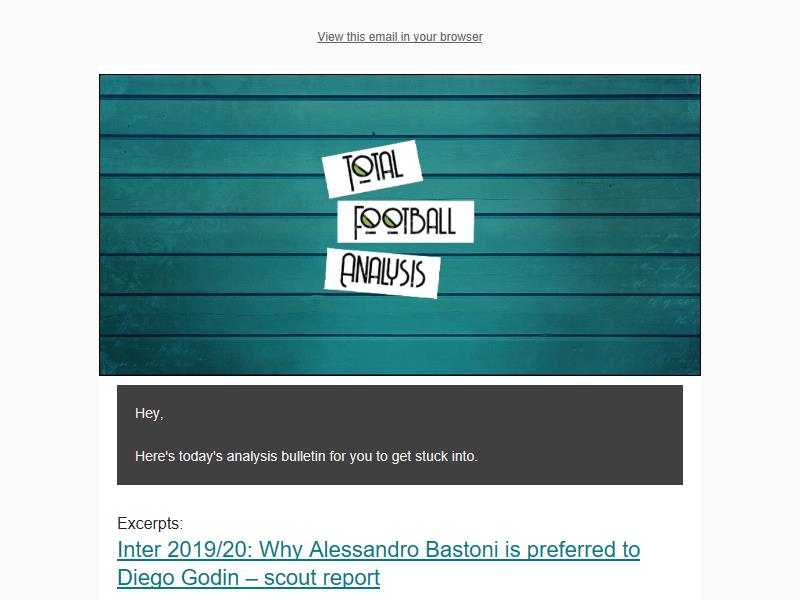 View this email in your browser
TOTAL
FOOTBALL
ANALYSIS
Hey,
Here's today's analysis bulletin for you to get stuck into.
Excerpts:
Inter 2019/20: Why Alessandro Bastoni is preferred to
Diego Godin – scout report